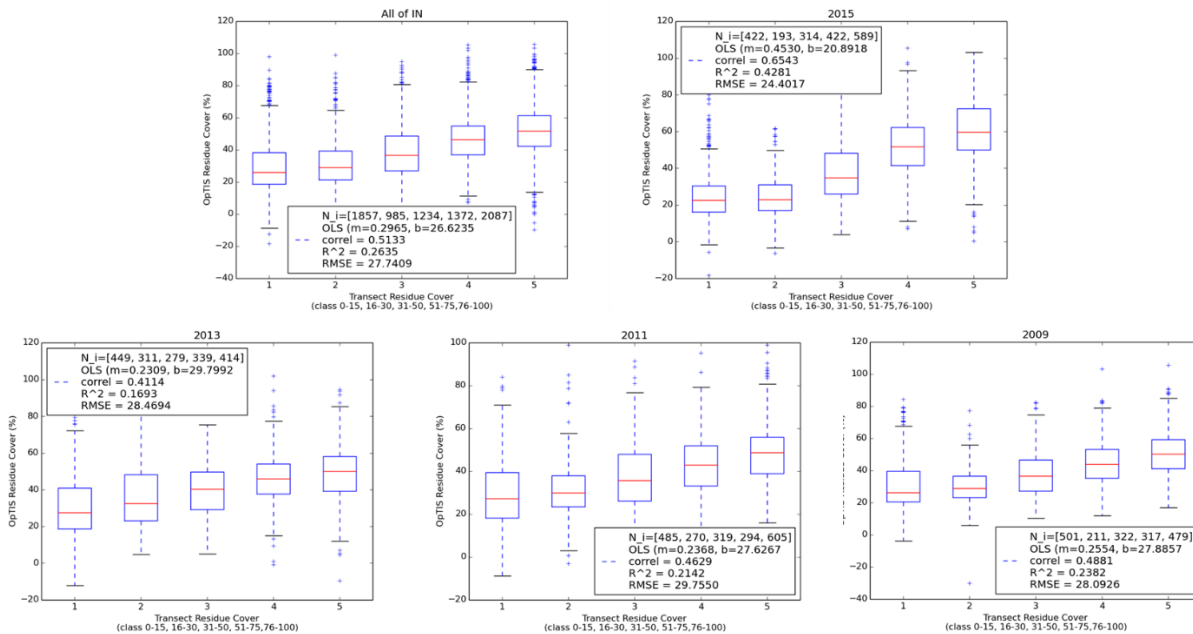 All of IN
120
100
80
60
40
20
0
−20
−40
OpTIS Residue Cover (%)
N_i=[1857, 985, 1234, 1372, 2087]
OLS (m=0.2965, b=26.6235
correl = 0.5133
R^2 = 0.2635
RMSE = 27.7409
1 2 3 4 5
Transect Residue Cover
(class 0-15, 16-30, 31-50, 51-75,76-100)
2015
120
100
80
60
40
20
0
−20
OpTIS Residue Cover (%)
N_i=[422, 193, 314, 422, 589]
OLS (m=0.4530, b=20.8918
correl = 0.6543
R^2 = 0.4281
RMSE = 24.4017
1 2 3 4 5
Transect Residue Cover
(class 0-15, 16-30, 31-50, 51-75,76-100)
2013
120
100
80
60
40
20
0
−20
OpTIS Residue Cover (%)
N_i=[449, 311, 279, 339, 414]
OLS (m=0.2309, b=29.7992
correl = 0.4114
R^2 = 0.1693
RMSE = 28.4694
1 2 3 4 5
Transect Residue Cover
(class 0-15, 16-30, 31-50, 51-75,76-100)
2011
100
80
60
40
20
0
−20
OpTIS Residue Cover (%)
N_i=[485, 270, 319, 294, 605]
OLS (m=0.2368, b=27.6267
correl = 0.4629
R^2 = 0.2142
RMSE = 29.7550
1 2 3 4 5
Transect Residue Cover
(class 0-15, 16-30, 31-50, 51-75,76-100)
2009
120
100
80
60
40
20
0
−20
−40
N_i=[501, 211, 322, 317, 479]
OLS (m=0.2554, b=27.8857
correl = 0.4881
R^2 = 0.2382
RMSE = 28.0926
1 2 3 4 5
Transect Residue Cover
(class 0-15, 16-30, 31-50, 51-75,76-100)